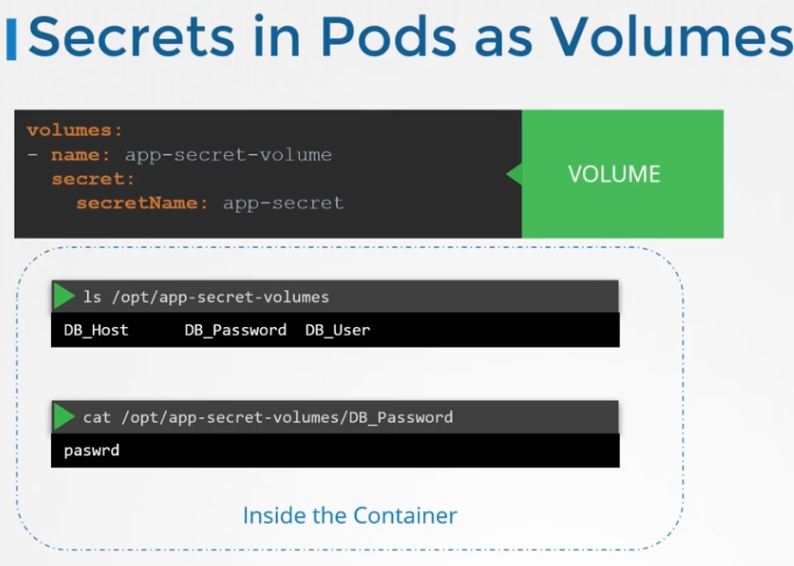 Secrets in Pods as Volumes
volumes:
- name: app-secret-volume
secret:
secretName: app-secret
VOLUME
ls /opt/app-secret-volumes
DB_Host DB_Password DB_User
cat /opt/app-secret-volumes/DB_Password
paswrd
Inside the Container